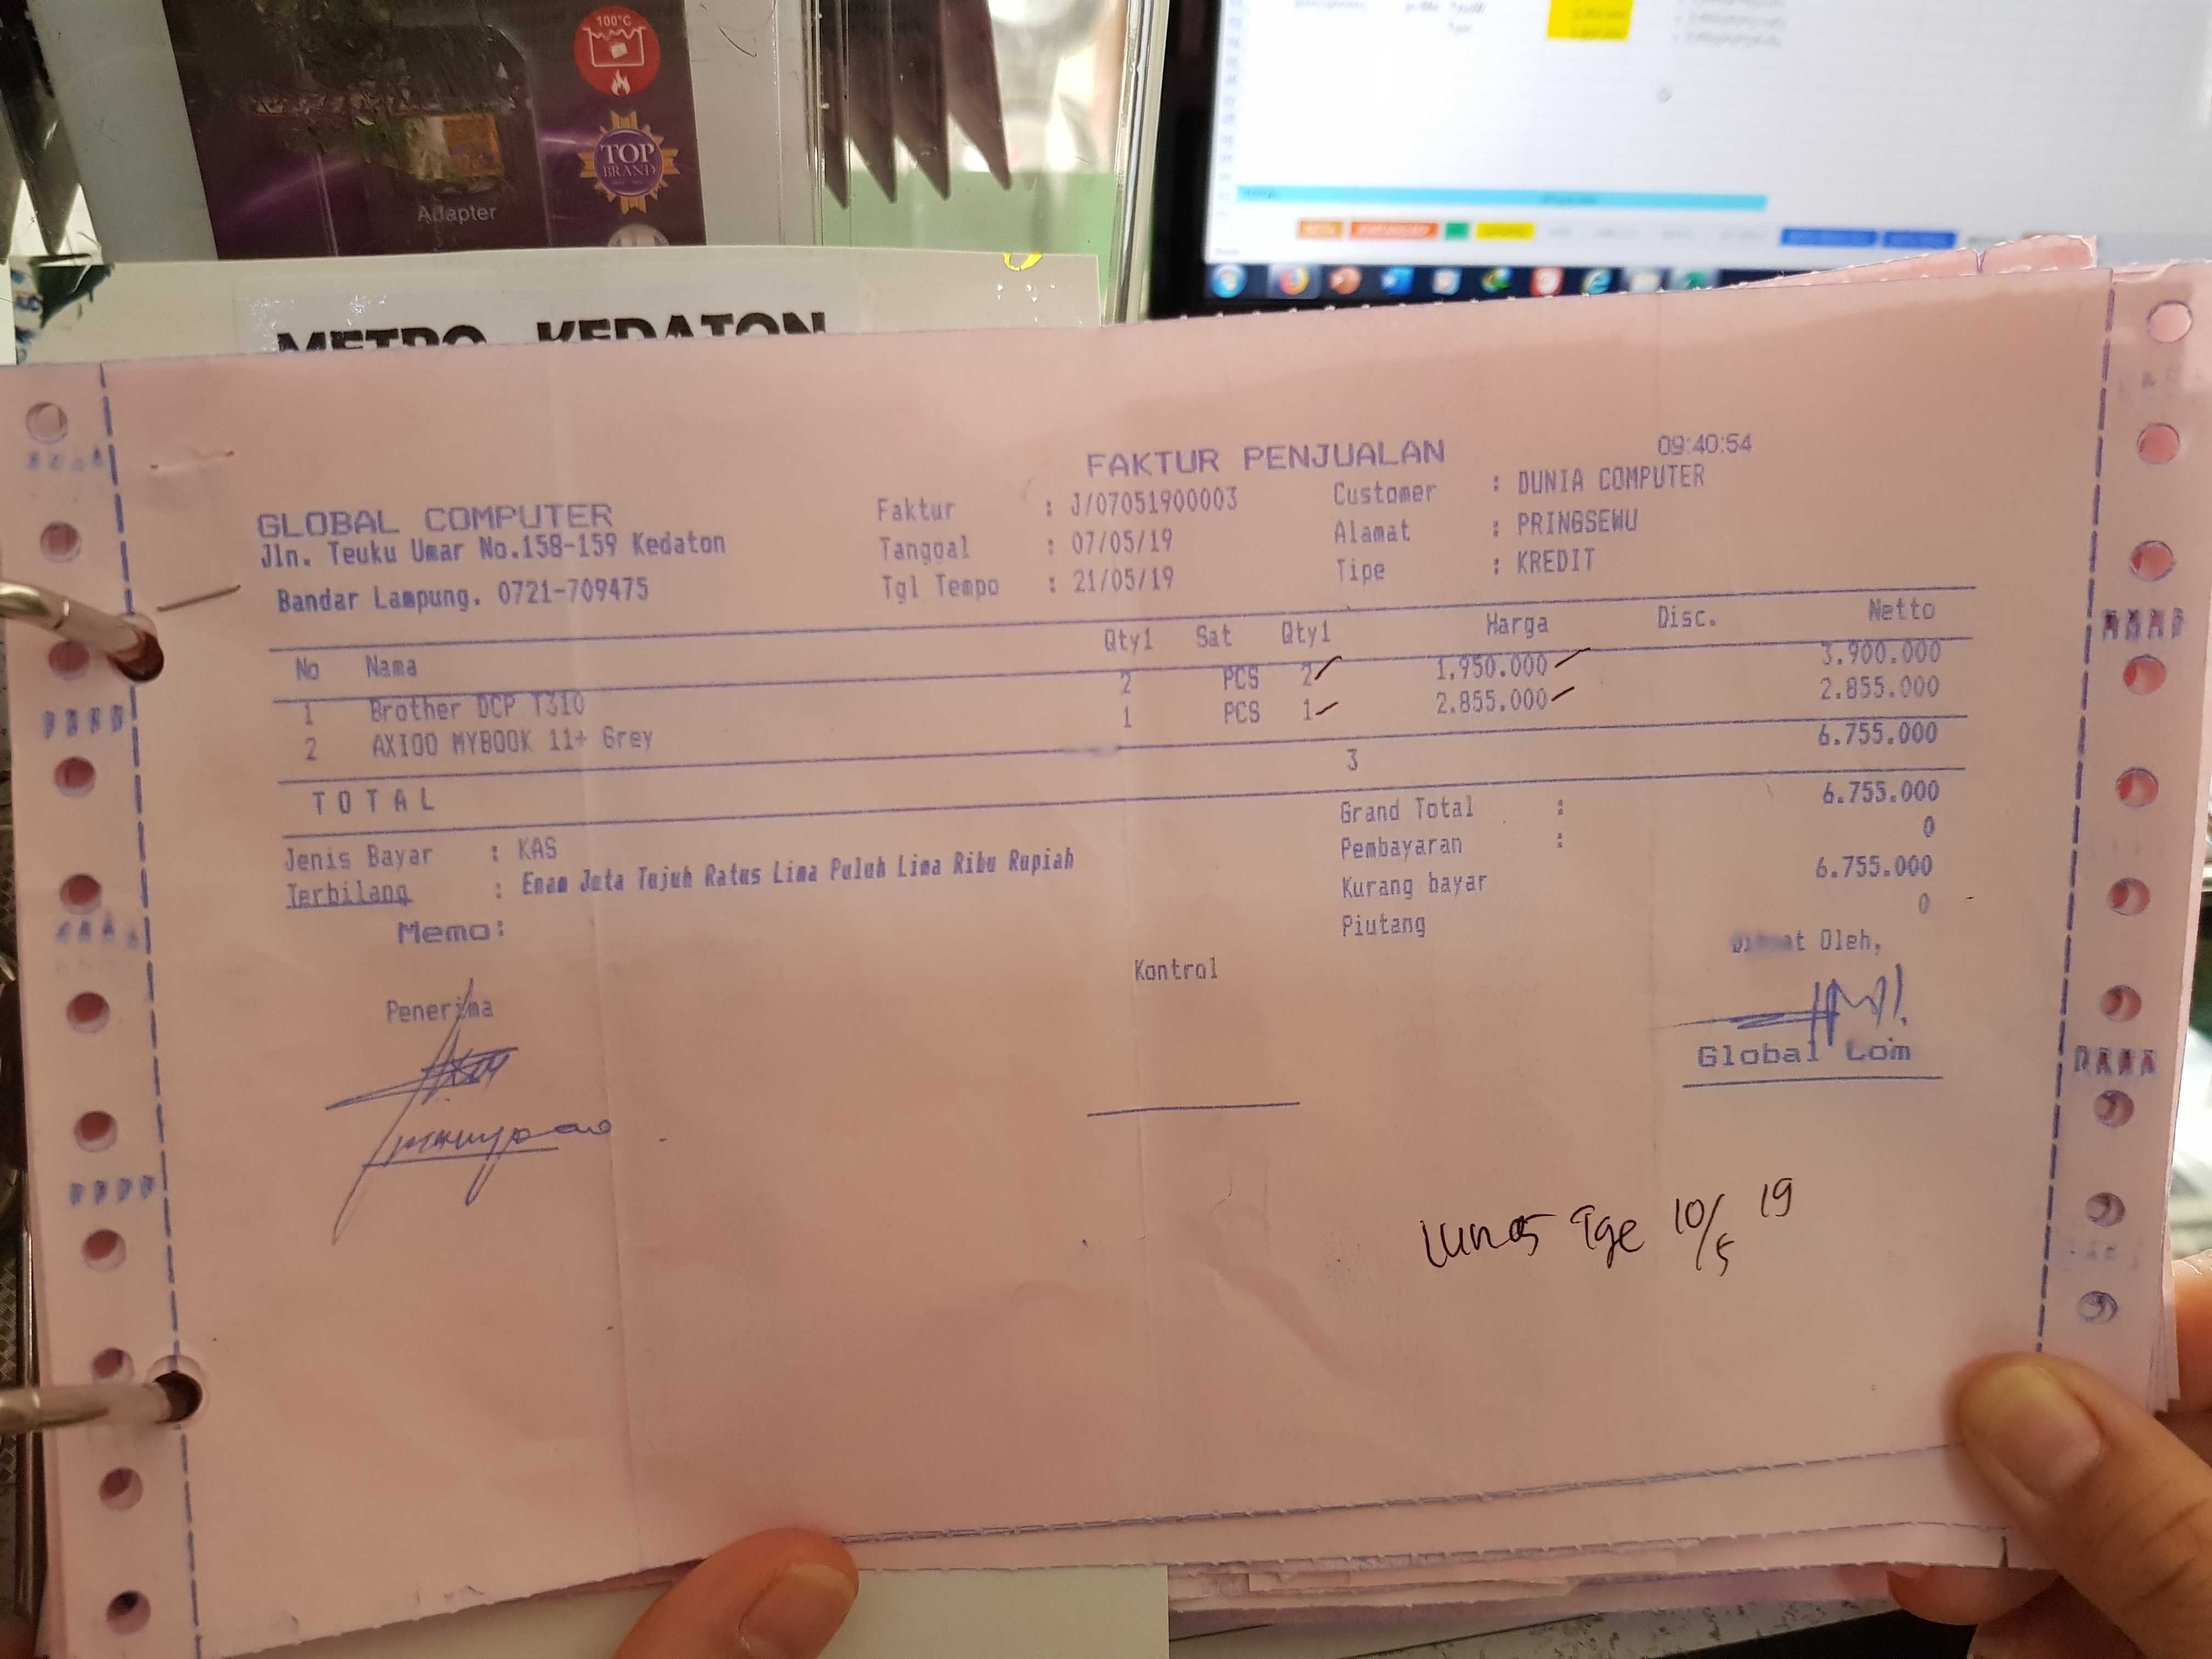 100°C
TOP
BRAND
Adapter
METRO KEDATON
FAKTUR PENJUALAN
09:40:54
GLOBAL COMPUTER
Jln. Teuku Umar No.158-159 Kedaton
Bandar Lampung. 0721-709475
Faktur : J/07051900003
Tanggal : 07/05/19
Tgl Tempo : 21/05/19
Customer : DUNIA COMPUTER
Alamat : PRINGSEWU
Tipe : KREDIT
No Nama Qty1 Sat Qty1 Harga Disc. Netto
1 Brother DCP T310 2 PCS 2 1.950.000 3.900.000
2 AXIOO MYBOOK 11+ Grey 1 PCS 1 2.855.000 2.855.000
T O T A L 3 6.755.000
Jenis Bayar : KAS
Terbilang : Enam Juta Tujuh Ratus Lima Puluh Lima Ribu Rupiah
Memo:
Grand Total : 6.755.000
Pembayaran : 0
Kurang bayar 6.755.000
Piutang 0
Penerima
Kontrol
Dibuat Oleh,
Global Com
Lunas Tge 10/5 19